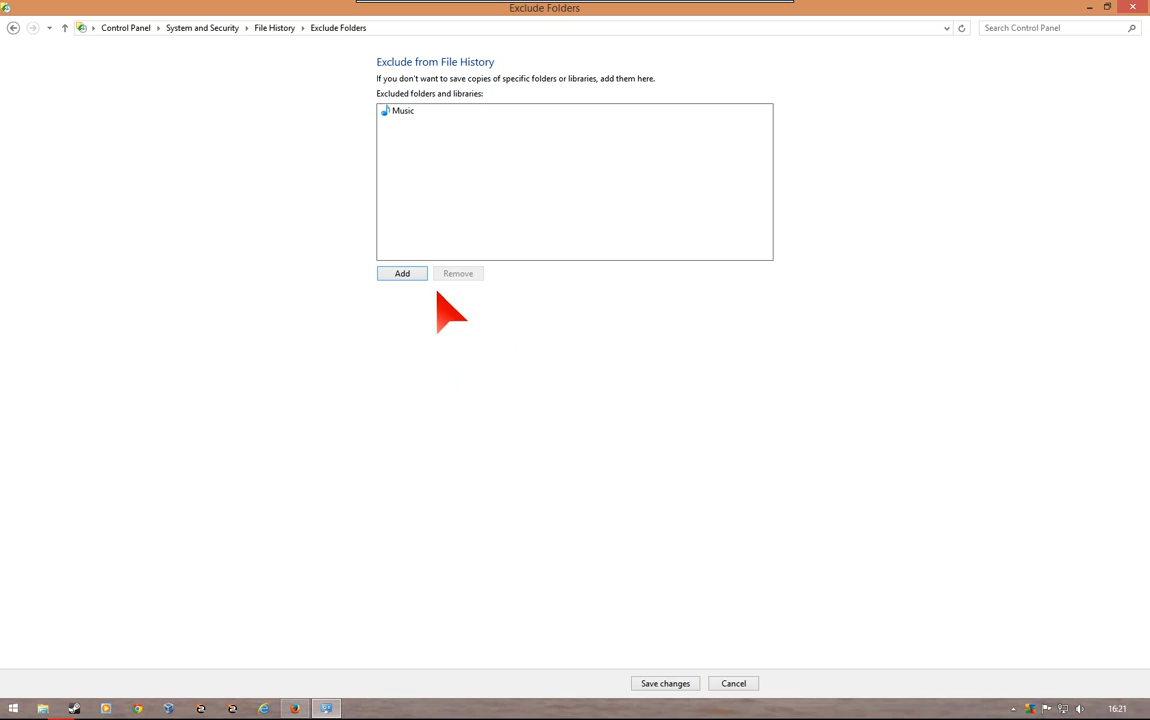 Exclude Folders
Control Panel System and Security File History Exclude Folders
Search Control Panel
Exclude from File History
If you don't want to save copies of specific folders or libraries, add them here.
Excluded folders and libraries:
Music
Add Remove
Save changes Cancel
16:21